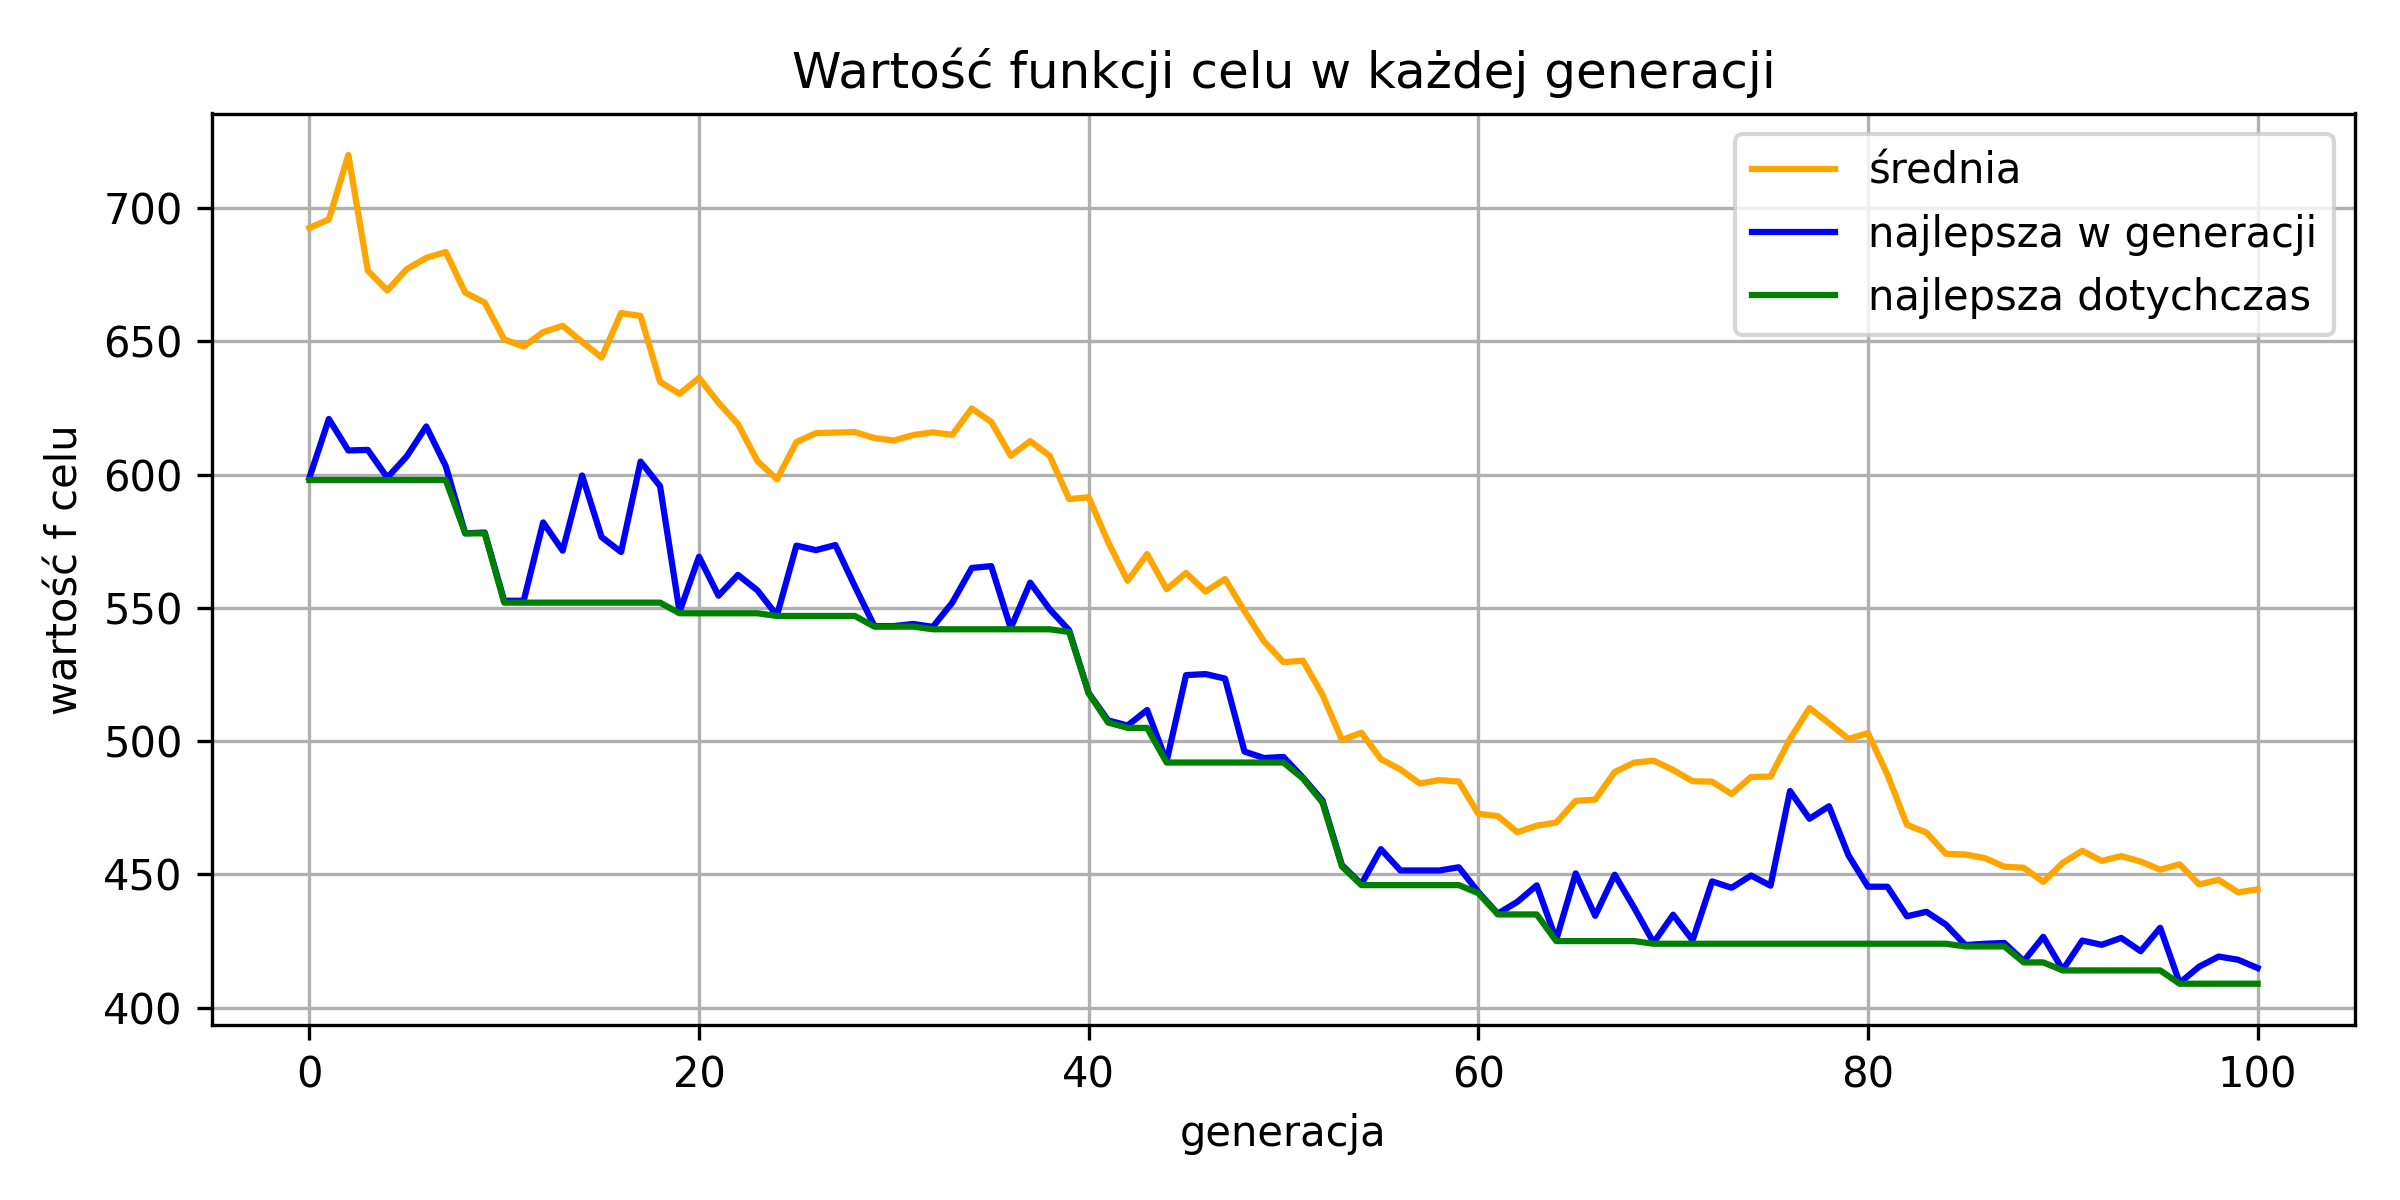 Wartość funkcji celu w każdej generacji
średnia
najlepsza w generacji
najlepsza dotychczas
wartość f celu
700
650
600
550
500
450
400
0 20 40 60 80 100
generacja